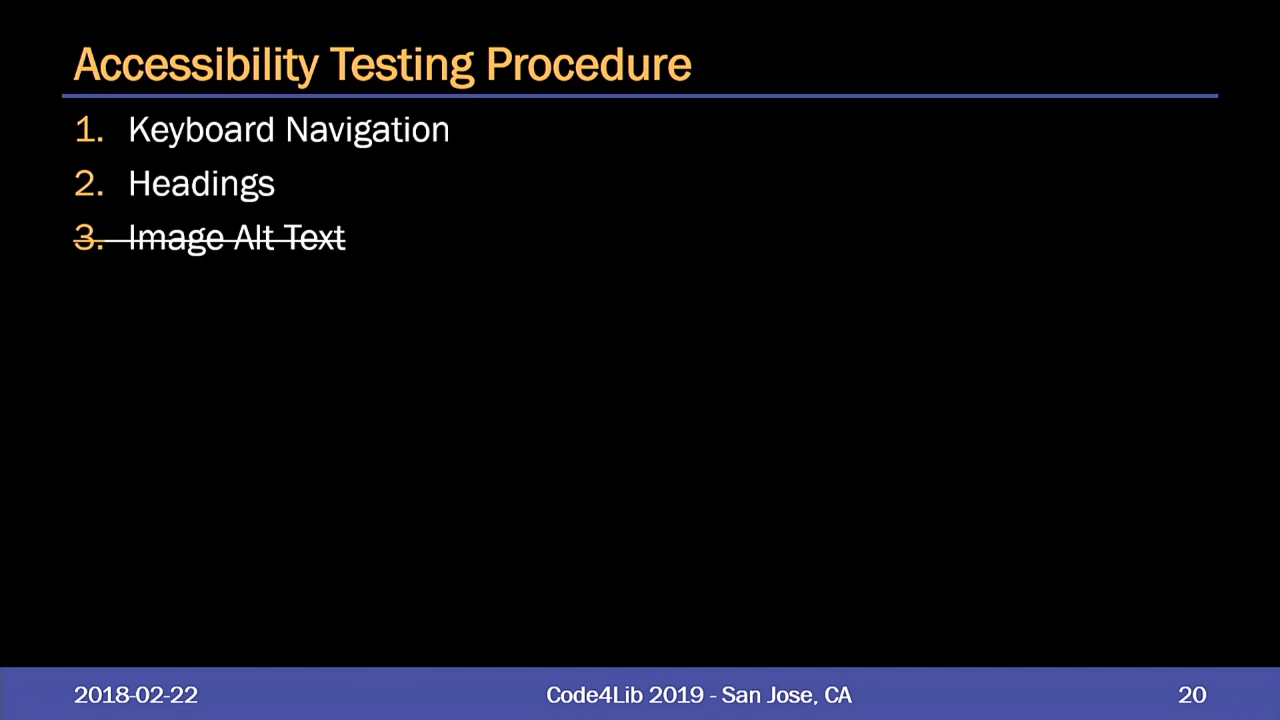 Accessibility Testing Procedure
1. Keyboard Navigation
2. Headings
3. Image Alt Text
2018-02-22 Code4Lib 2019 - San Jose, CA 20